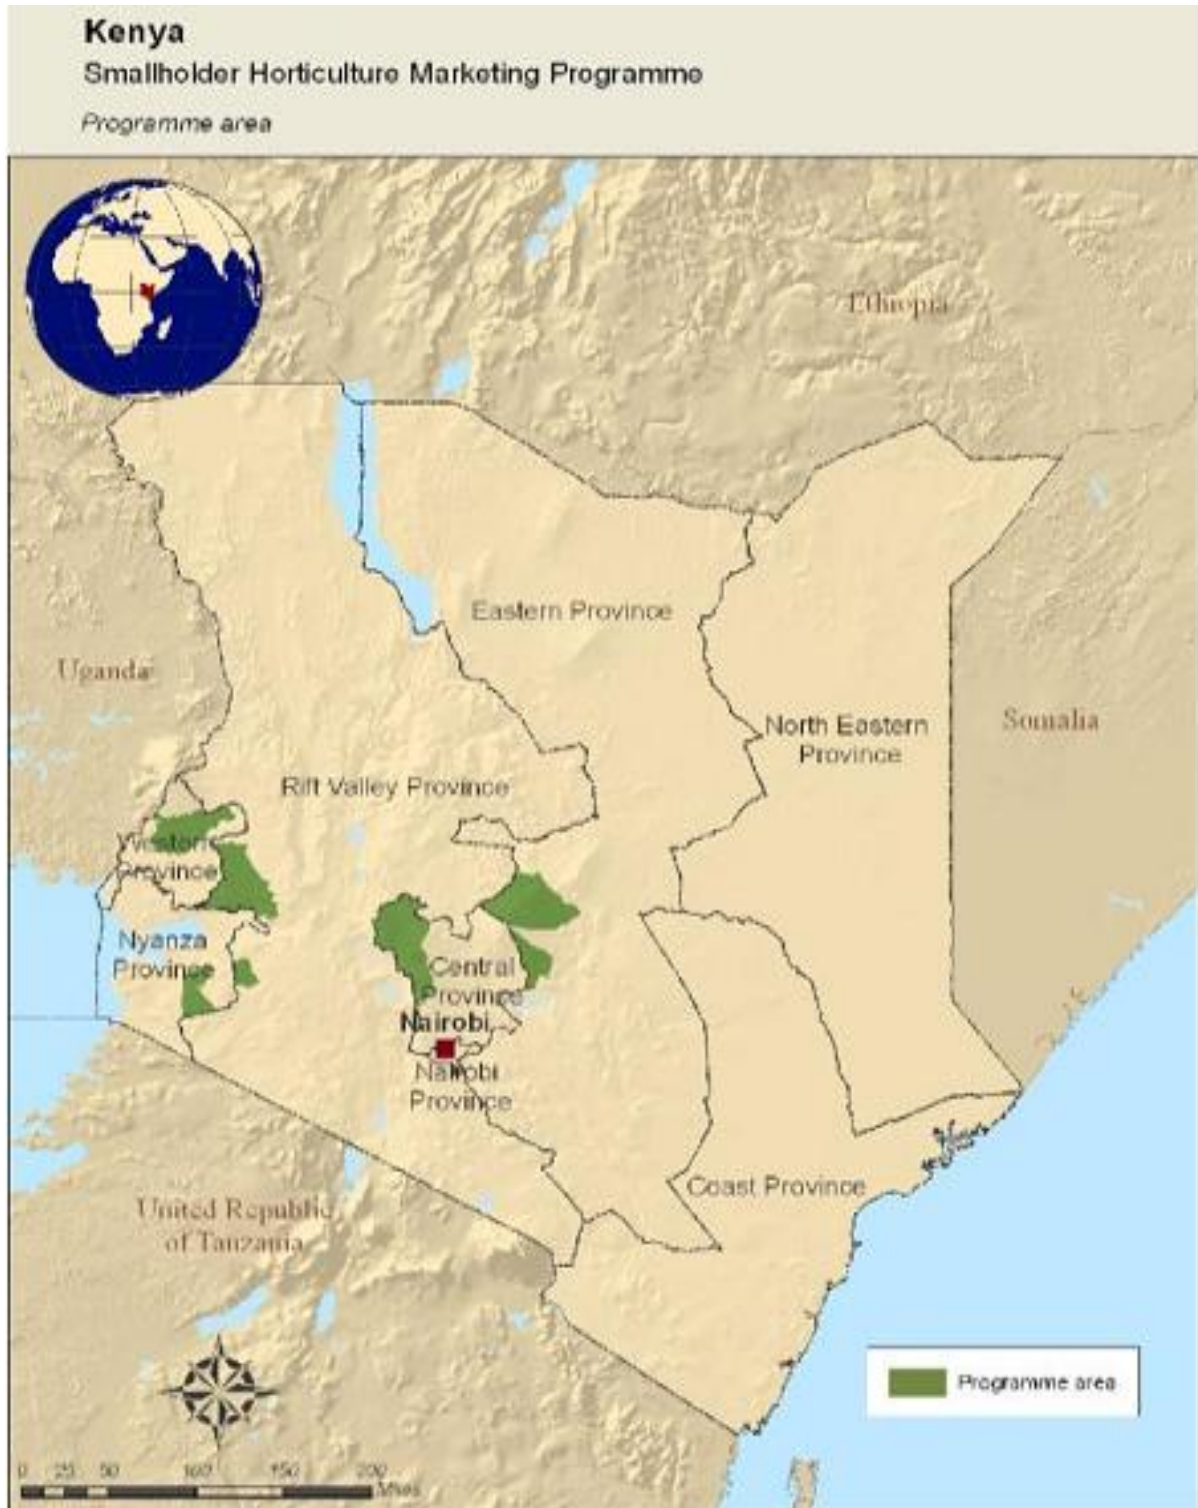 Kenya
Smallholder Horticulture Marketing Programme
Programme area
Ethiopia
Eastern Province
Uganda
North Eastern
Province
Somalia
Rift Valley Province
Western
Province
Nyanza
Province
Central
Province
Nairobi
Nairobi
Province
Coast Province
United Republic
of Tanzania
Programme area
0 25 50 100 150 200
Miles